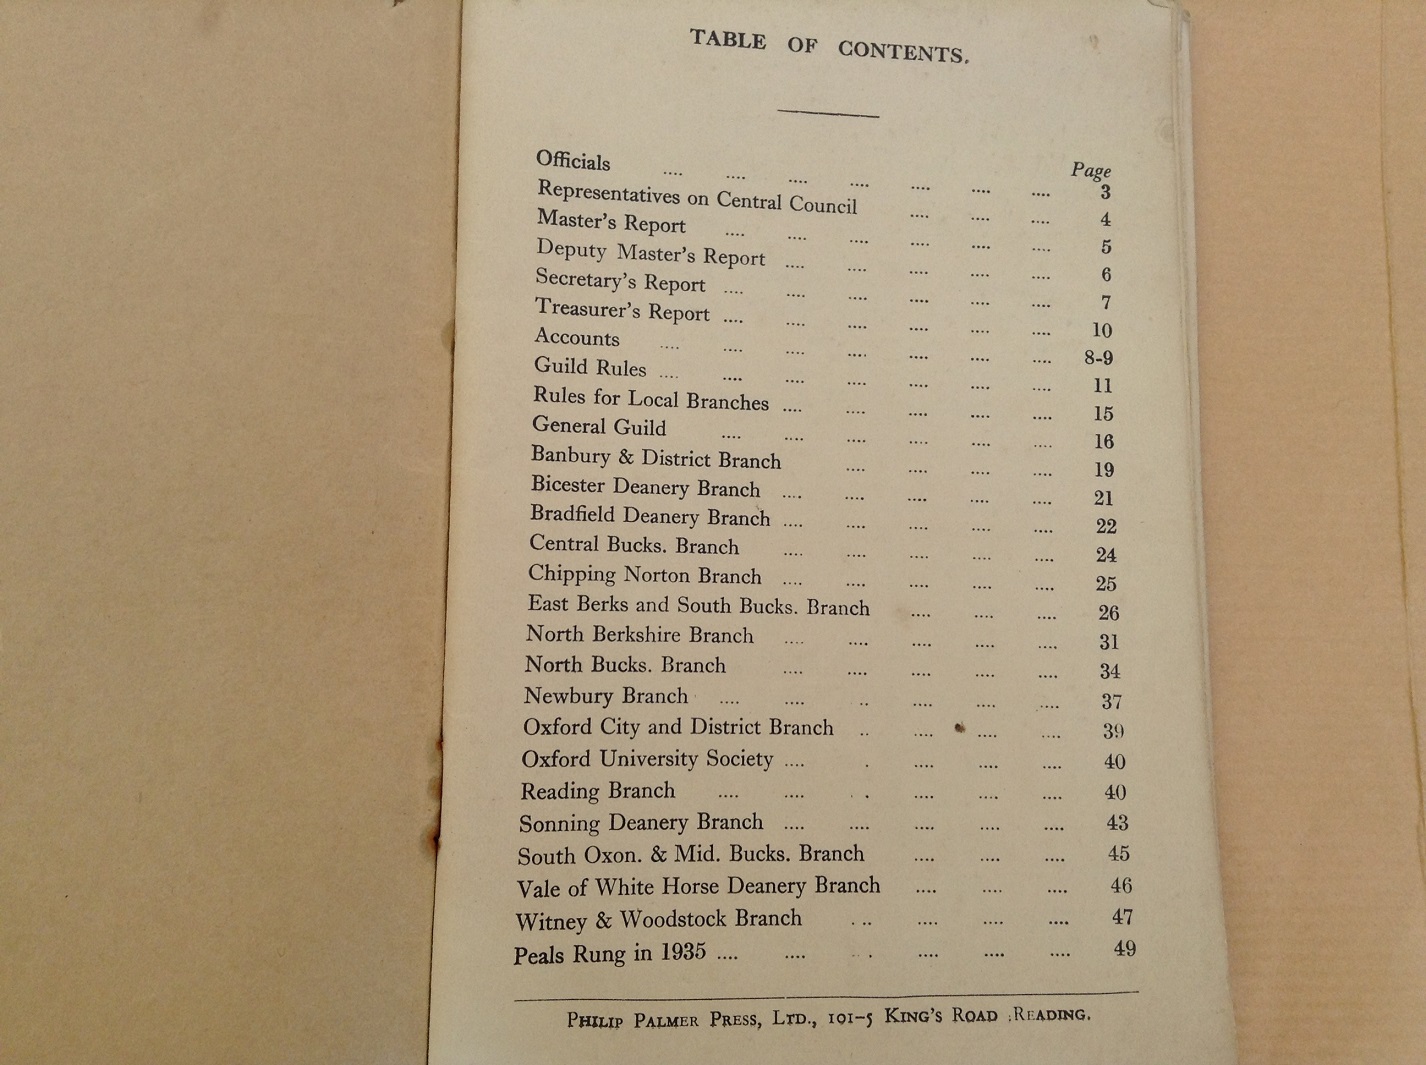 TABLE OF CONTENTS.
Page
Officials .... .... .... .... .... .... .... 3
Representatives on Central Council .... .... .... 4
Master's Report .... .... .... .... .... .... 5
Deputy Master's Report .... .... .... .... .... 6
Secretary's Report .... .... .... .... .... .... 7
Treasurer's Report .... .... .... .... .... .... 10
Accounts .... .... .... .... .... .... .... 8-9
Guild Rules .... .... .... .... .... .... .... 11
Rules for Local Branches .... .... .... .... .... 15
General Guild .... .... .... .... .... .... 16
Banbury & District Branch .... .... .... .... 19
Bicester Deanery Branch .... .... .... .... .... 21
Bradfield Deanery Branch .... .... .... .... .... 22
Central Bucks. Branch .... .... .... .... .... 24
Chipping Norton Branch .... .... .... .... .... 25
East Berks and South Bucks. Branch .... .... .... 26
North Berkshire Branch .... .... .... .... .... 31
North Bucks. Branch .... .... .... .... .... 34
Newbury Branch .... .... .. .... .... .... 37
Oxford City and District Branch .. .... .... .... 39
Oxford University Society .... . .... .... .... 40
Reading Branch .... .... . . .... .... .... 40
Sonning Deanery Branch .... .... .... .... .... 43
South Oxon. & Mid. Bucks. Branch .... .... .... 45
Vale of White Horse Deanery Branch .... .... .... 46
Witney & Woodstock Branch . .. .... .... .... 47
Peals Rung in 1935 .... .... . . .... .... .... 49
PHILIP PALMER PRESS, LTD., 101-5 KING'S ROAD READING.